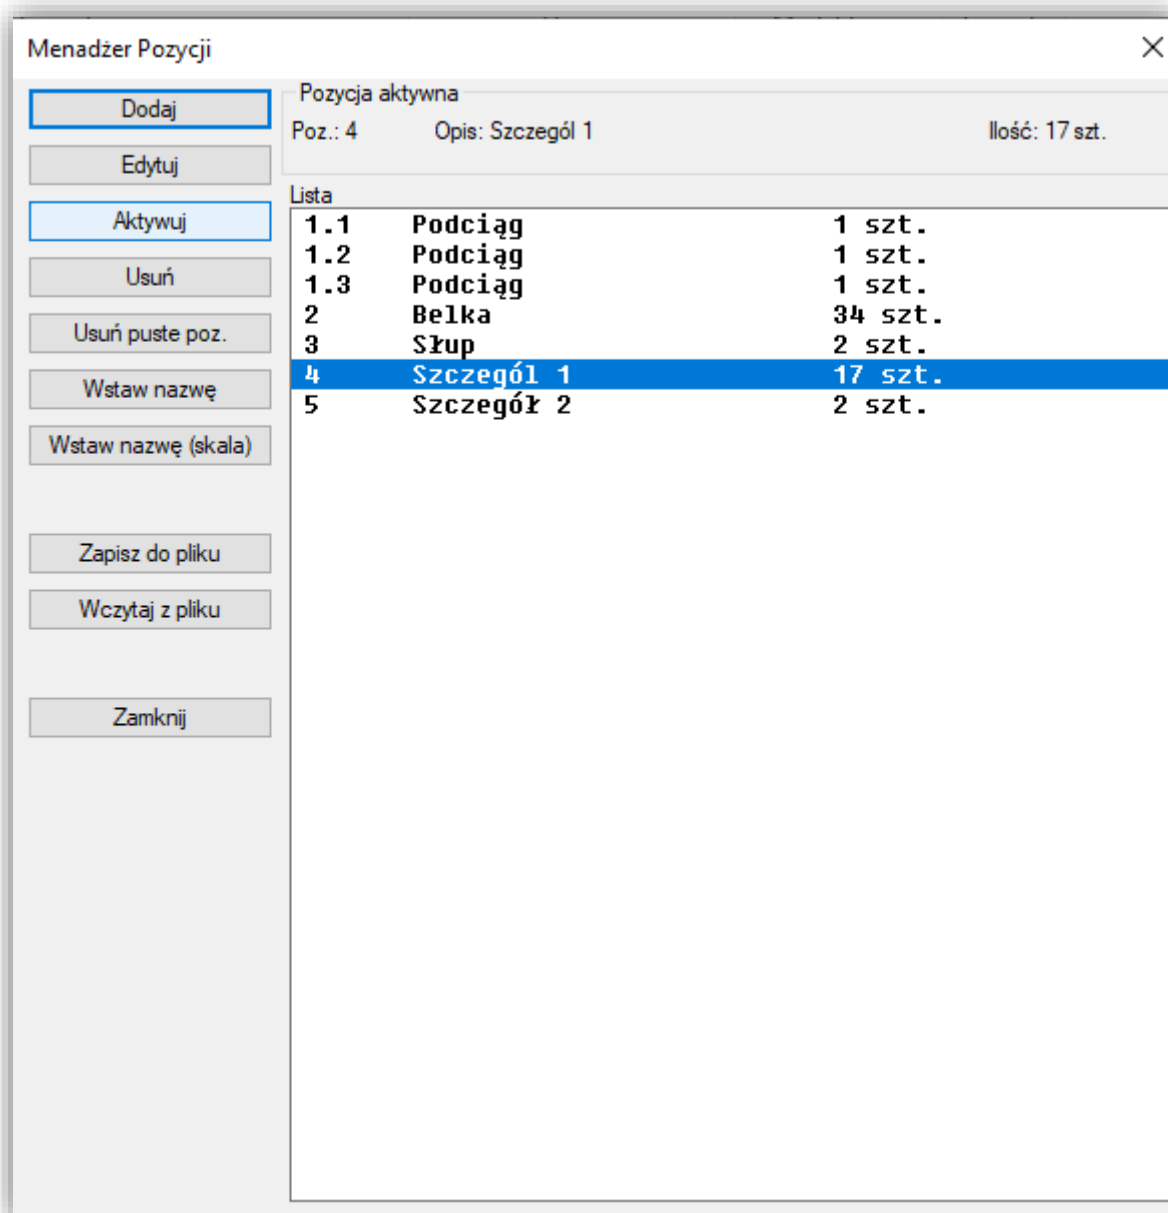 Menadżer Pozycji
Dodaj
Edytuj
Aktywuj
Usuń
Usuń puste poz.
Wstaw nazwę
Wstaw nazwę (skala)
Zapisz do pliku
Wczytaj z pliku
Zamknij
Pozycja aktywna
Poz.: 4 Opis: Szczegól 1 Ilość: 17 szt.
Lista
1.1 Podciąg 1 szt.
1.2 Podciąg 1 szt.
1.3 Podciąg 1 szt.
2 Belka 34 szt.
3 Słup 2 szt.
4 Szczegól 1 17 szt.
5 Szczegół 2 2 szt.